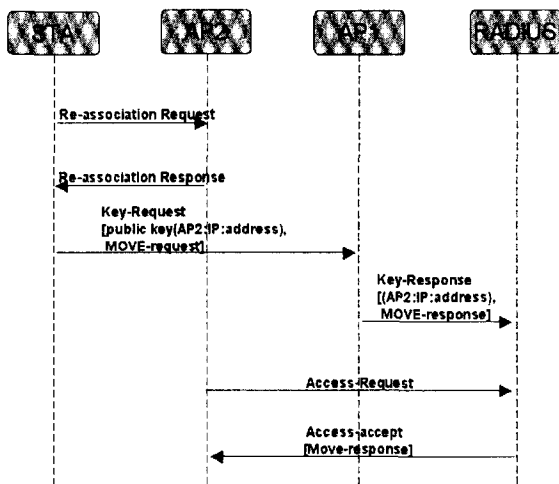 STA AP2 AP1 RADIUS
Re-association Request
Re-association Response
Key-Request
[public key(AP2:IP:address),
MOVE-request]
Key-Response
[(AP2:IP:address),
MOVE-response]
Access-Request
Access-accept
[Move-response]